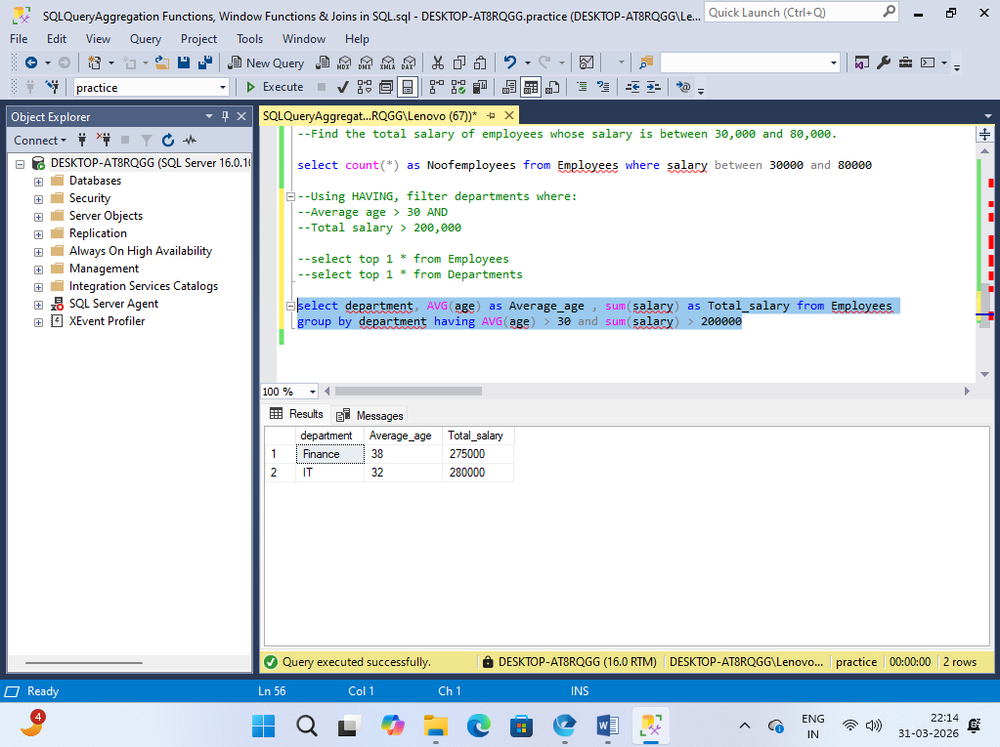 SQLQueryAggregation Functions, Window Functions & Joins in SQL.sql - DESKTOP-AT8RQGG.practice (DESKTOP-AT8RQGG\Le...
Quick Launch (Ctrl+Q)
File Edit View Query Project Tools Window Help
New Query MDX DMX XMLA DAX
practice Execute
Object Explorer
SQLQueryAggregat...RQGG\Lenovo (67))*
Connect
DESKTOP-AT8RQGG (SQL Server 16.0.10
Databases
Security
Server Objects
Replication
Always On High Availability
Management
Integration Services Catalogs
SQL Server Agent
XEvent Profiler
--Find the total salary of employees whose salary is between 30,000 and 80,000.
select count(*) as Noofemployees from Employees where salary between 30000 and 80000
--Using HAVING, filter departments where:
--Average age > 30 AND
--Total salary > 200,000
--select top 1 * from Employees
--select top 1 * from Departments
select department, AVG(age) as Average_age , sum(salary) as Total_salary from Employees
group by department having AVG(age) > 30 and sum(salary) > 200000
100 %
Results Messages
department Average_age Total_salary
1 Finance 38 275000
2 IT 32 280000
Query executed successfully. DESKTOP-AT8RQGG (16.0 RTM) DESKTOP-AT8RQGG\Lenovo... practice 00:00:00 2 rows
Ready Ln 56 Col 1 Ch 1 INS
4
ENG
IN
22:14
31-03-2026